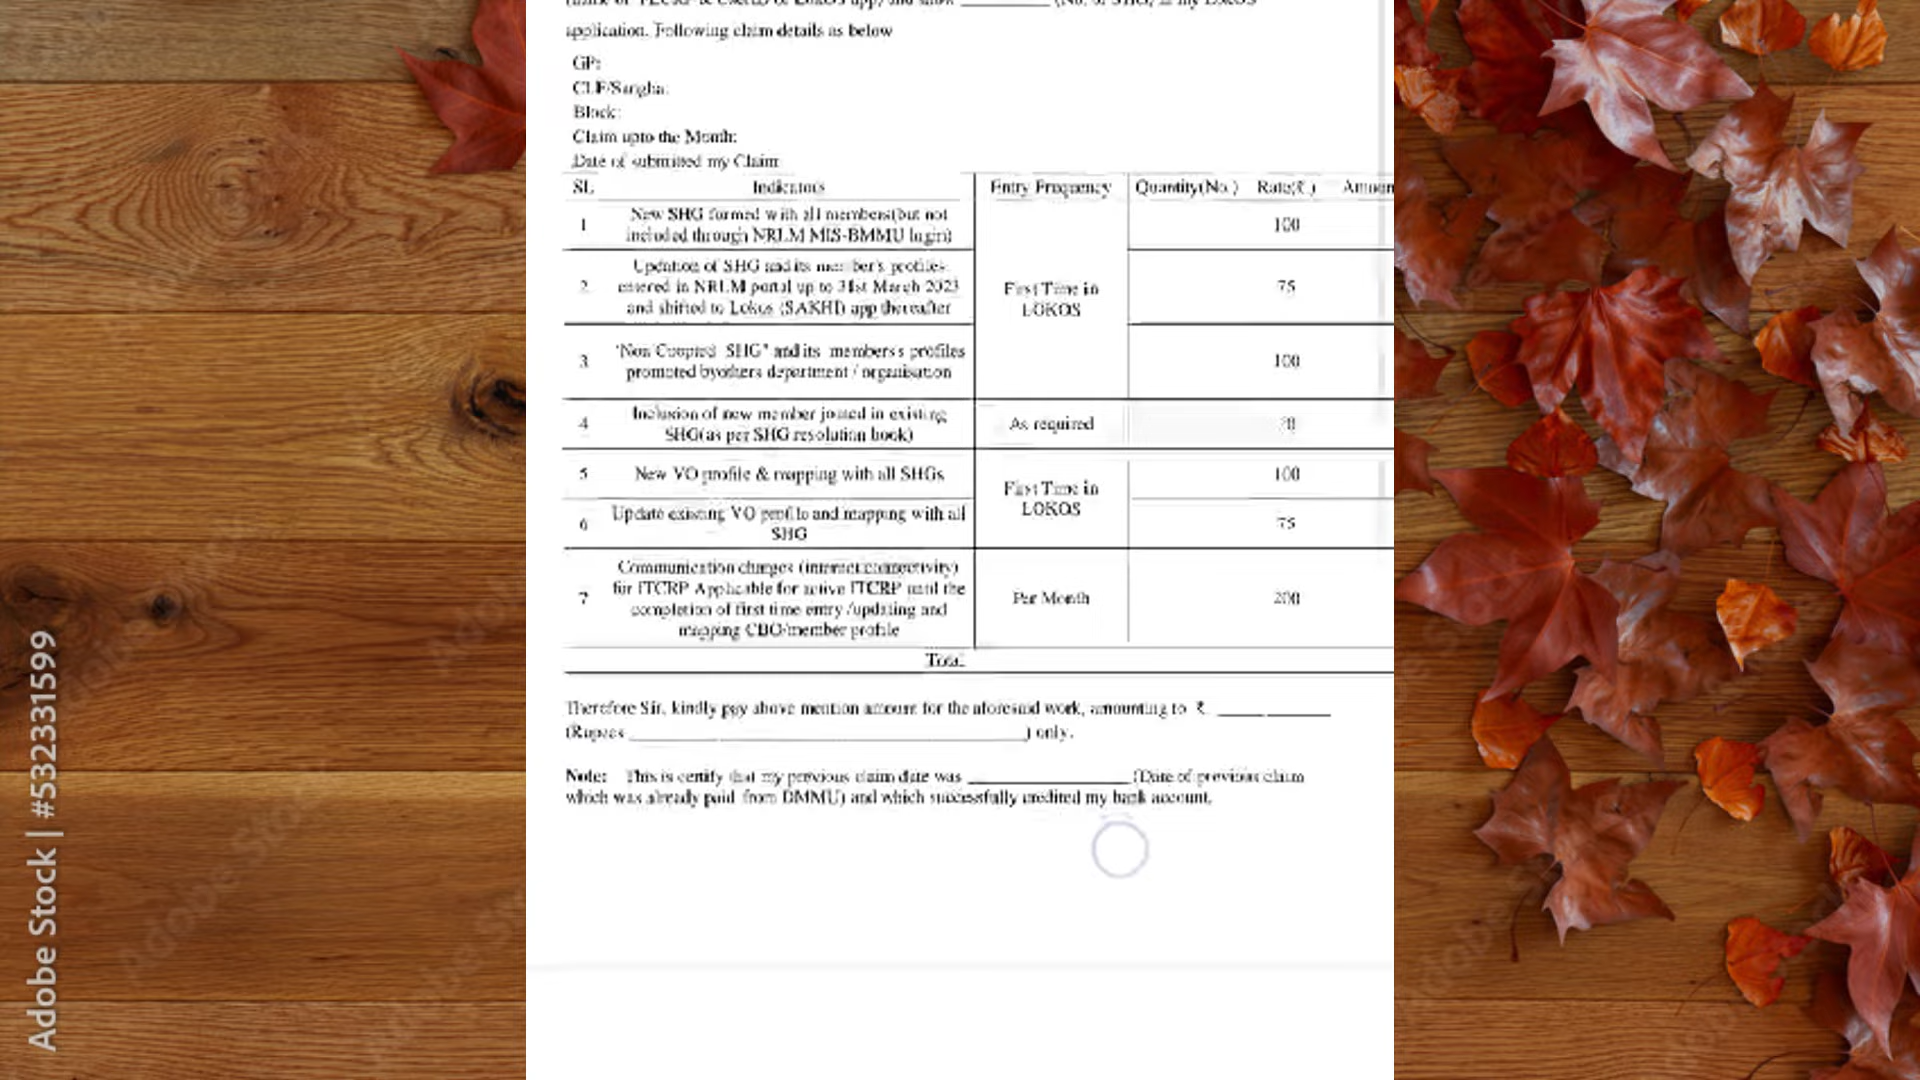 application. Following claim details as below
GP:
CLF/Sangha:
Block:
Claim upto the Month:
Date of submitted my Claim
SL Indicators Entry Frequency Quantity(No.) Rate(₹) Amoun
1 New SHG formed with all members(but not
included through NRLM MIS-BMMU login) 100
2 Updation of SHG and its member's profiles
entered in NRLM portal up to 31st March 2023
and shifted to Lokos (SAKHI) app thereafter 75
First Time in
LOKOS
3 "Non Coopted SHG" and its members's profiles
promoted byothers department / organisation 100
4 Inclusion of new member joined in existing
SHG(as per SHG resolution book) As required
5 New VO profile & mapping with all SHGs 100
First Time in
LOKOS
6 Update existing VO profile and mapping with all
SHG 75
7 Communication charges (internet connectivity)
for ITCRP Applicable for active ITCRP until the
completion of first time entry /updating and
mapping CBO/member profile Per Month 200
Total
Therefore Sir, kindly pay above mention amount for the aforesaid work, amounting to ₹
(Rupees ) only.
Note: This is certify that my previous claim date was (Date of previous claim
which was already paid from DMMU) and which successfully credited my bank account.
Adobe Stock | #532331599